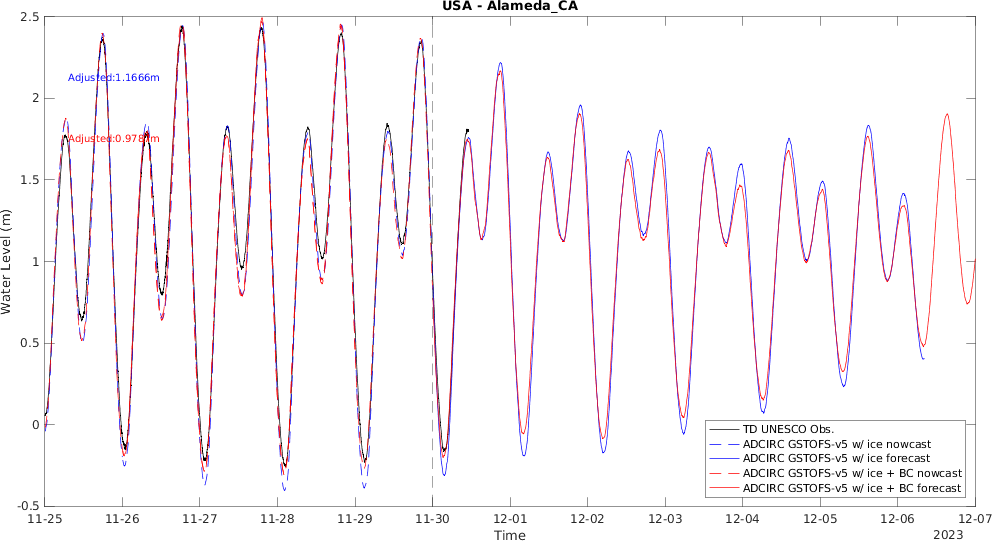 USA - Alameda_CA
2.5
2
1.5
1
0.5
0
-0.5
Water Level (m)
Adjusted:1.1666m
TD UNESCO Obs.
ADCIRC GSTOFS-v5 w/ ice nowcast
ADCIRC GSTOFS-v5 w/ ice forecast
ADCIRC GSTOFS-v5 w/ ice + BC nowcast
ADCIRC GSTOFS-v5 w/ ice + BC forecast
11-25 11-26 11-27 11-28 11-29 11-30 12-01 12-02 12-03 12-04 12-05 12-06 12-07
Time
2023